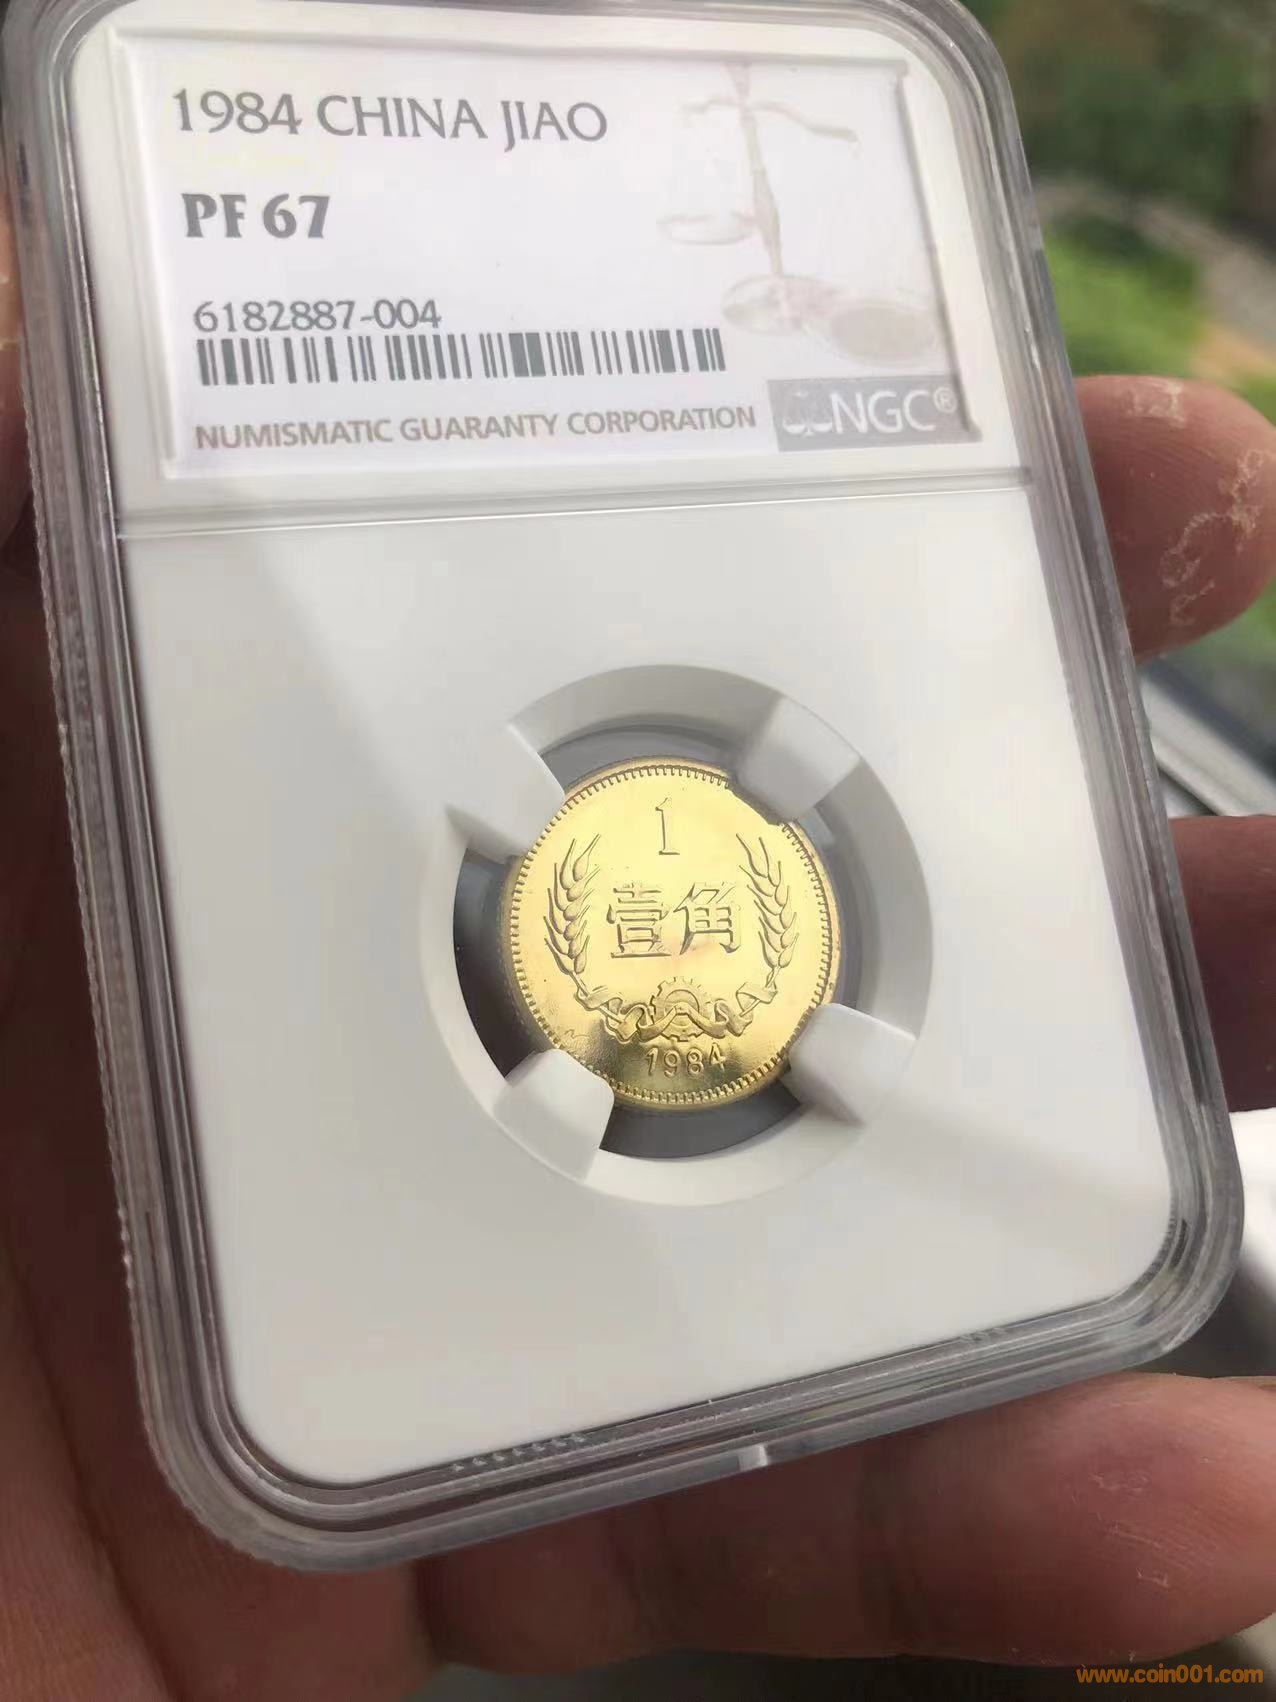 1984 CHINA JIAO
PF 67
6182887-004
NUMISMATIC GUARANTY CORPORATION
NGC®
1
壹角
1984
www.coin001.com